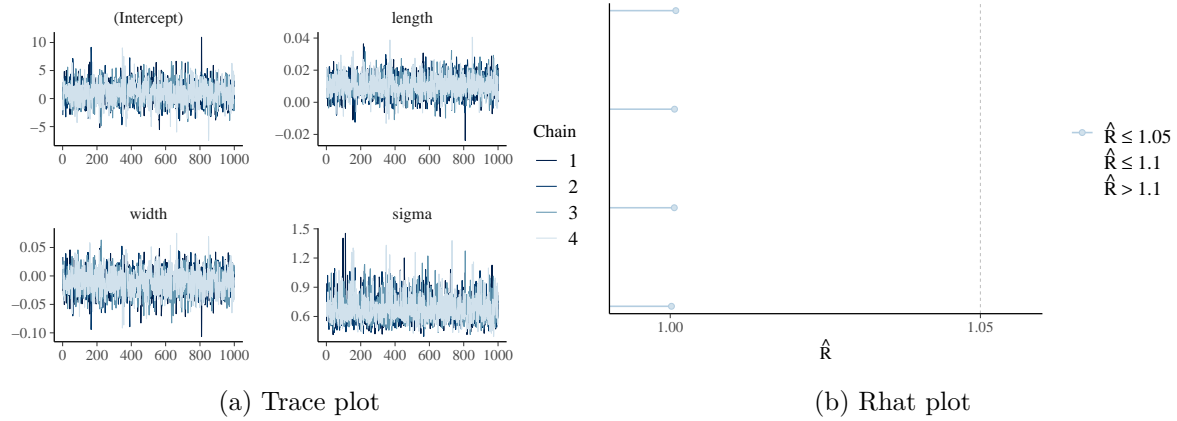 (Intercept)
10
5
0
−5
0 200 400 600 800 1000
length
0.04
0.02
0.00
−0.02
0 200 400 600 800 1000
width
0.05
0.00
−0.05
−0.10
0 200 400 600 800 1000
sigma
1.5
1.2
0.9
0.6
0 200 400 600 800 1000
Chain
1
2
3
4
(a) Trace plot
1.00 1.05
R̂
R̂ ≤ 1.05
R̂ ≤ 1.1
R̂ > 1.1
(b) Rhat plot